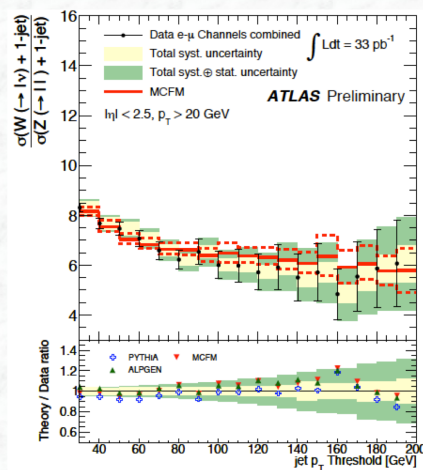 σ(W (→ lν) + 1-jet)
σ(Z (→ l l ) + 1-jet)
16
14
12
10
8
6
4
Data e-μ Channels combined
Total syst. uncertainty
Total syst.⊕ stat. uncertainty
MCFM
∫ Ldt = 33 pb⁻¹
ATLAS Preliminary
|η| < 2.5, p_T > 20 GeV
Theory / Data ratio
1.4
1.2
1
0.8
0.6
PYTHIA
MCFM
ALPGEN
40 60 80 100 120 140 160 180 200
jet p_T Threshold [GeV]